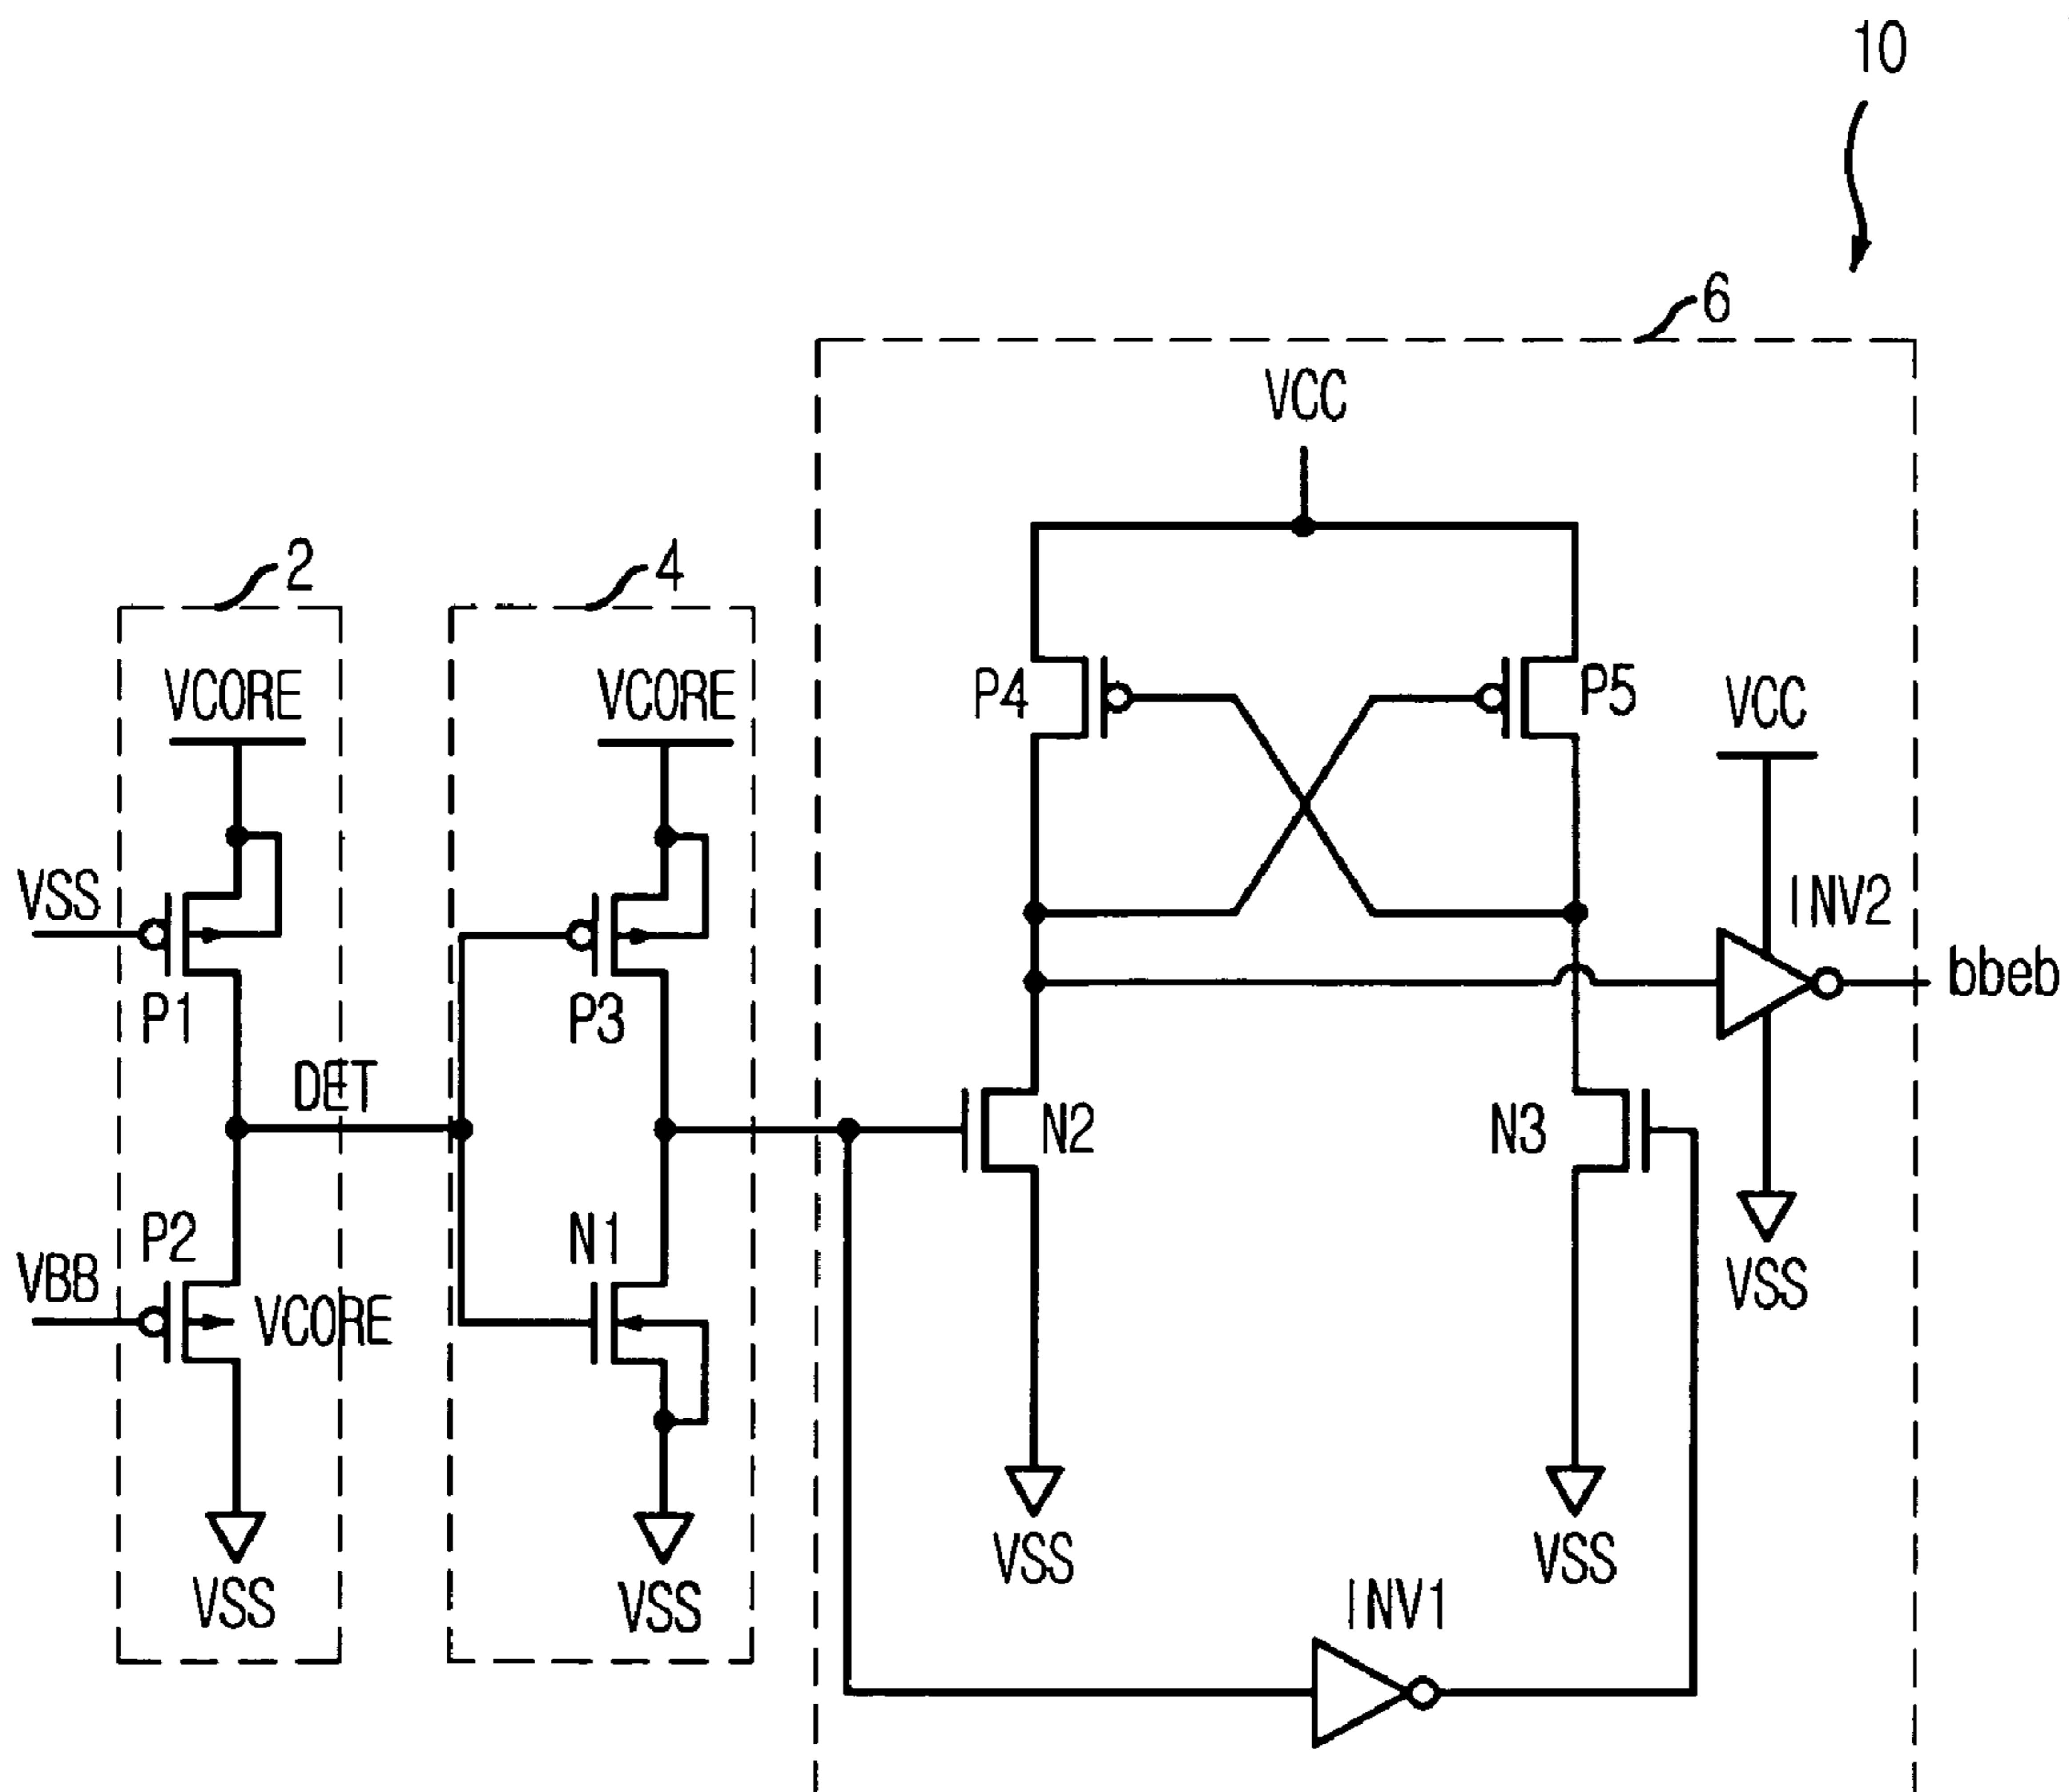 10
6
VCC
2
4
VCORE
VCORE
P4
P5
VCC
VSS
INV2
P1
P3
bbeb
DET
N2
N3
P2
N1
VBB
VCORE
VSS
VSS
VSS
VSS
VSS
INV1